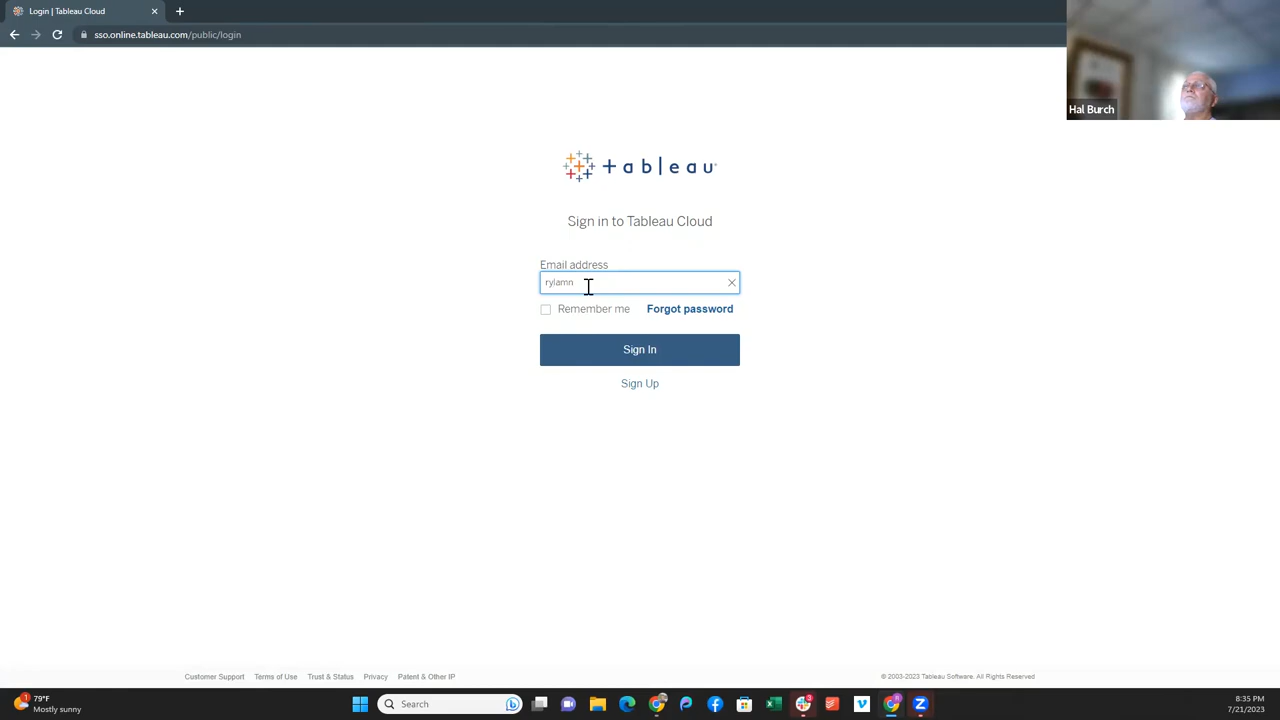 Login | Tableau Cloud
sso.online.tableau.com/public/login
Hal Burch
+ a b l e a u
Sign in to Tableau Cloud
Email address
rylamn
Remember me Forgot password
Sign In
Sign Up
Customer Support Terms of Use Trust & Status Privacy Patent & Other IP © 2003-2023 Tableau Software. All Rights Reserved
1 79°F
Mostly sunny
Search
8:35 PM
7/21/2023